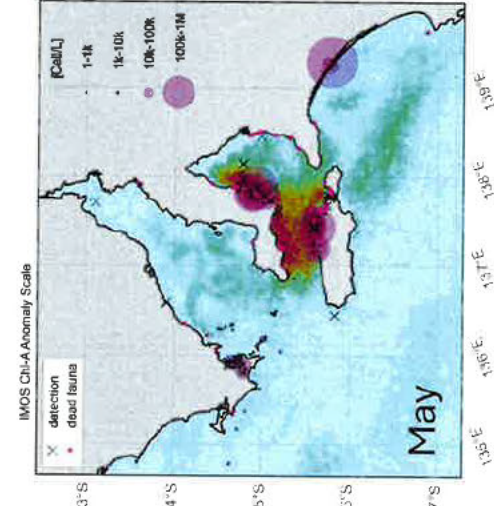 IMOS Chl-A Anomaly Scale
detection
dead fauna
[Cell/L]
1-1k
1k-10k
10k-100k
100k-1M
May
3°S
4°S
5°S
6°S
7°S
135°E
136°E
137°E
138°E
139°E